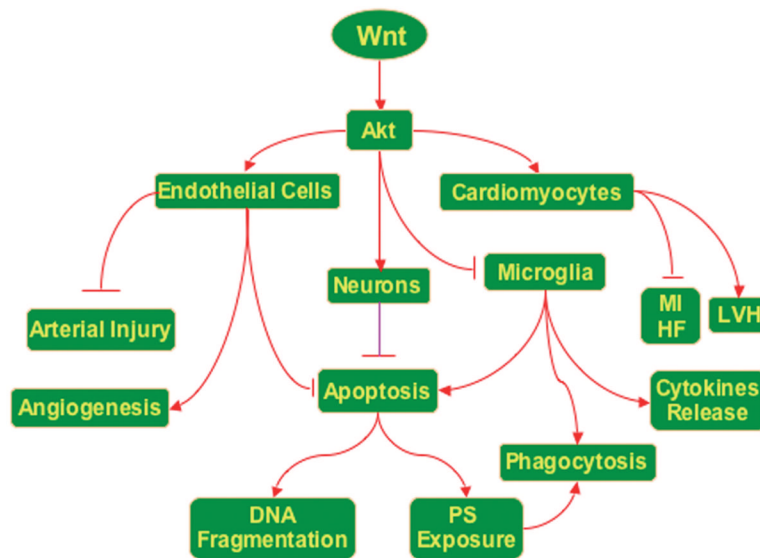 Wnt
Akt
Endothelial Cells
Cardiomyocytes
Neurons
Microglia
Arterial Injury
MI
HF
LVH
Angiogenesis
Apoptosis
Cytokines
Release
Phagocytosis
DNA
Fragmentation
PS
Exposure